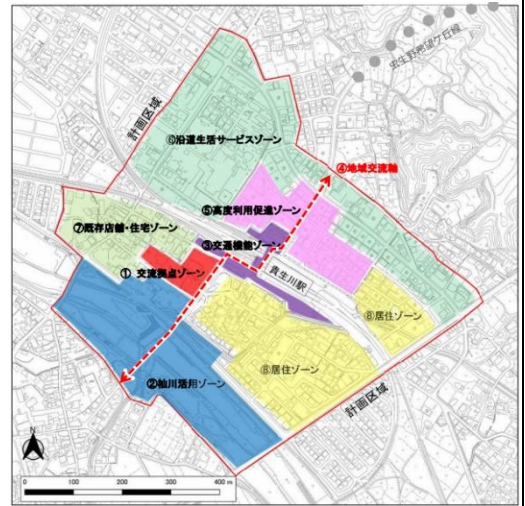 虫生野希望ケ丘線
計画区域
⑥沿道生活サービスゾーン
④地域交流軸
⑤高度利用促進ゾーン
⑦既存店舗・住宅ゾーン
③交通機能ゾーン
① 交流拠点ゾーン
貴生川駅
⑧居住ゾーン
⑧居住ゾーン
②杣川活用ゾーン
計画区域
N
0 100 200 300 400 m